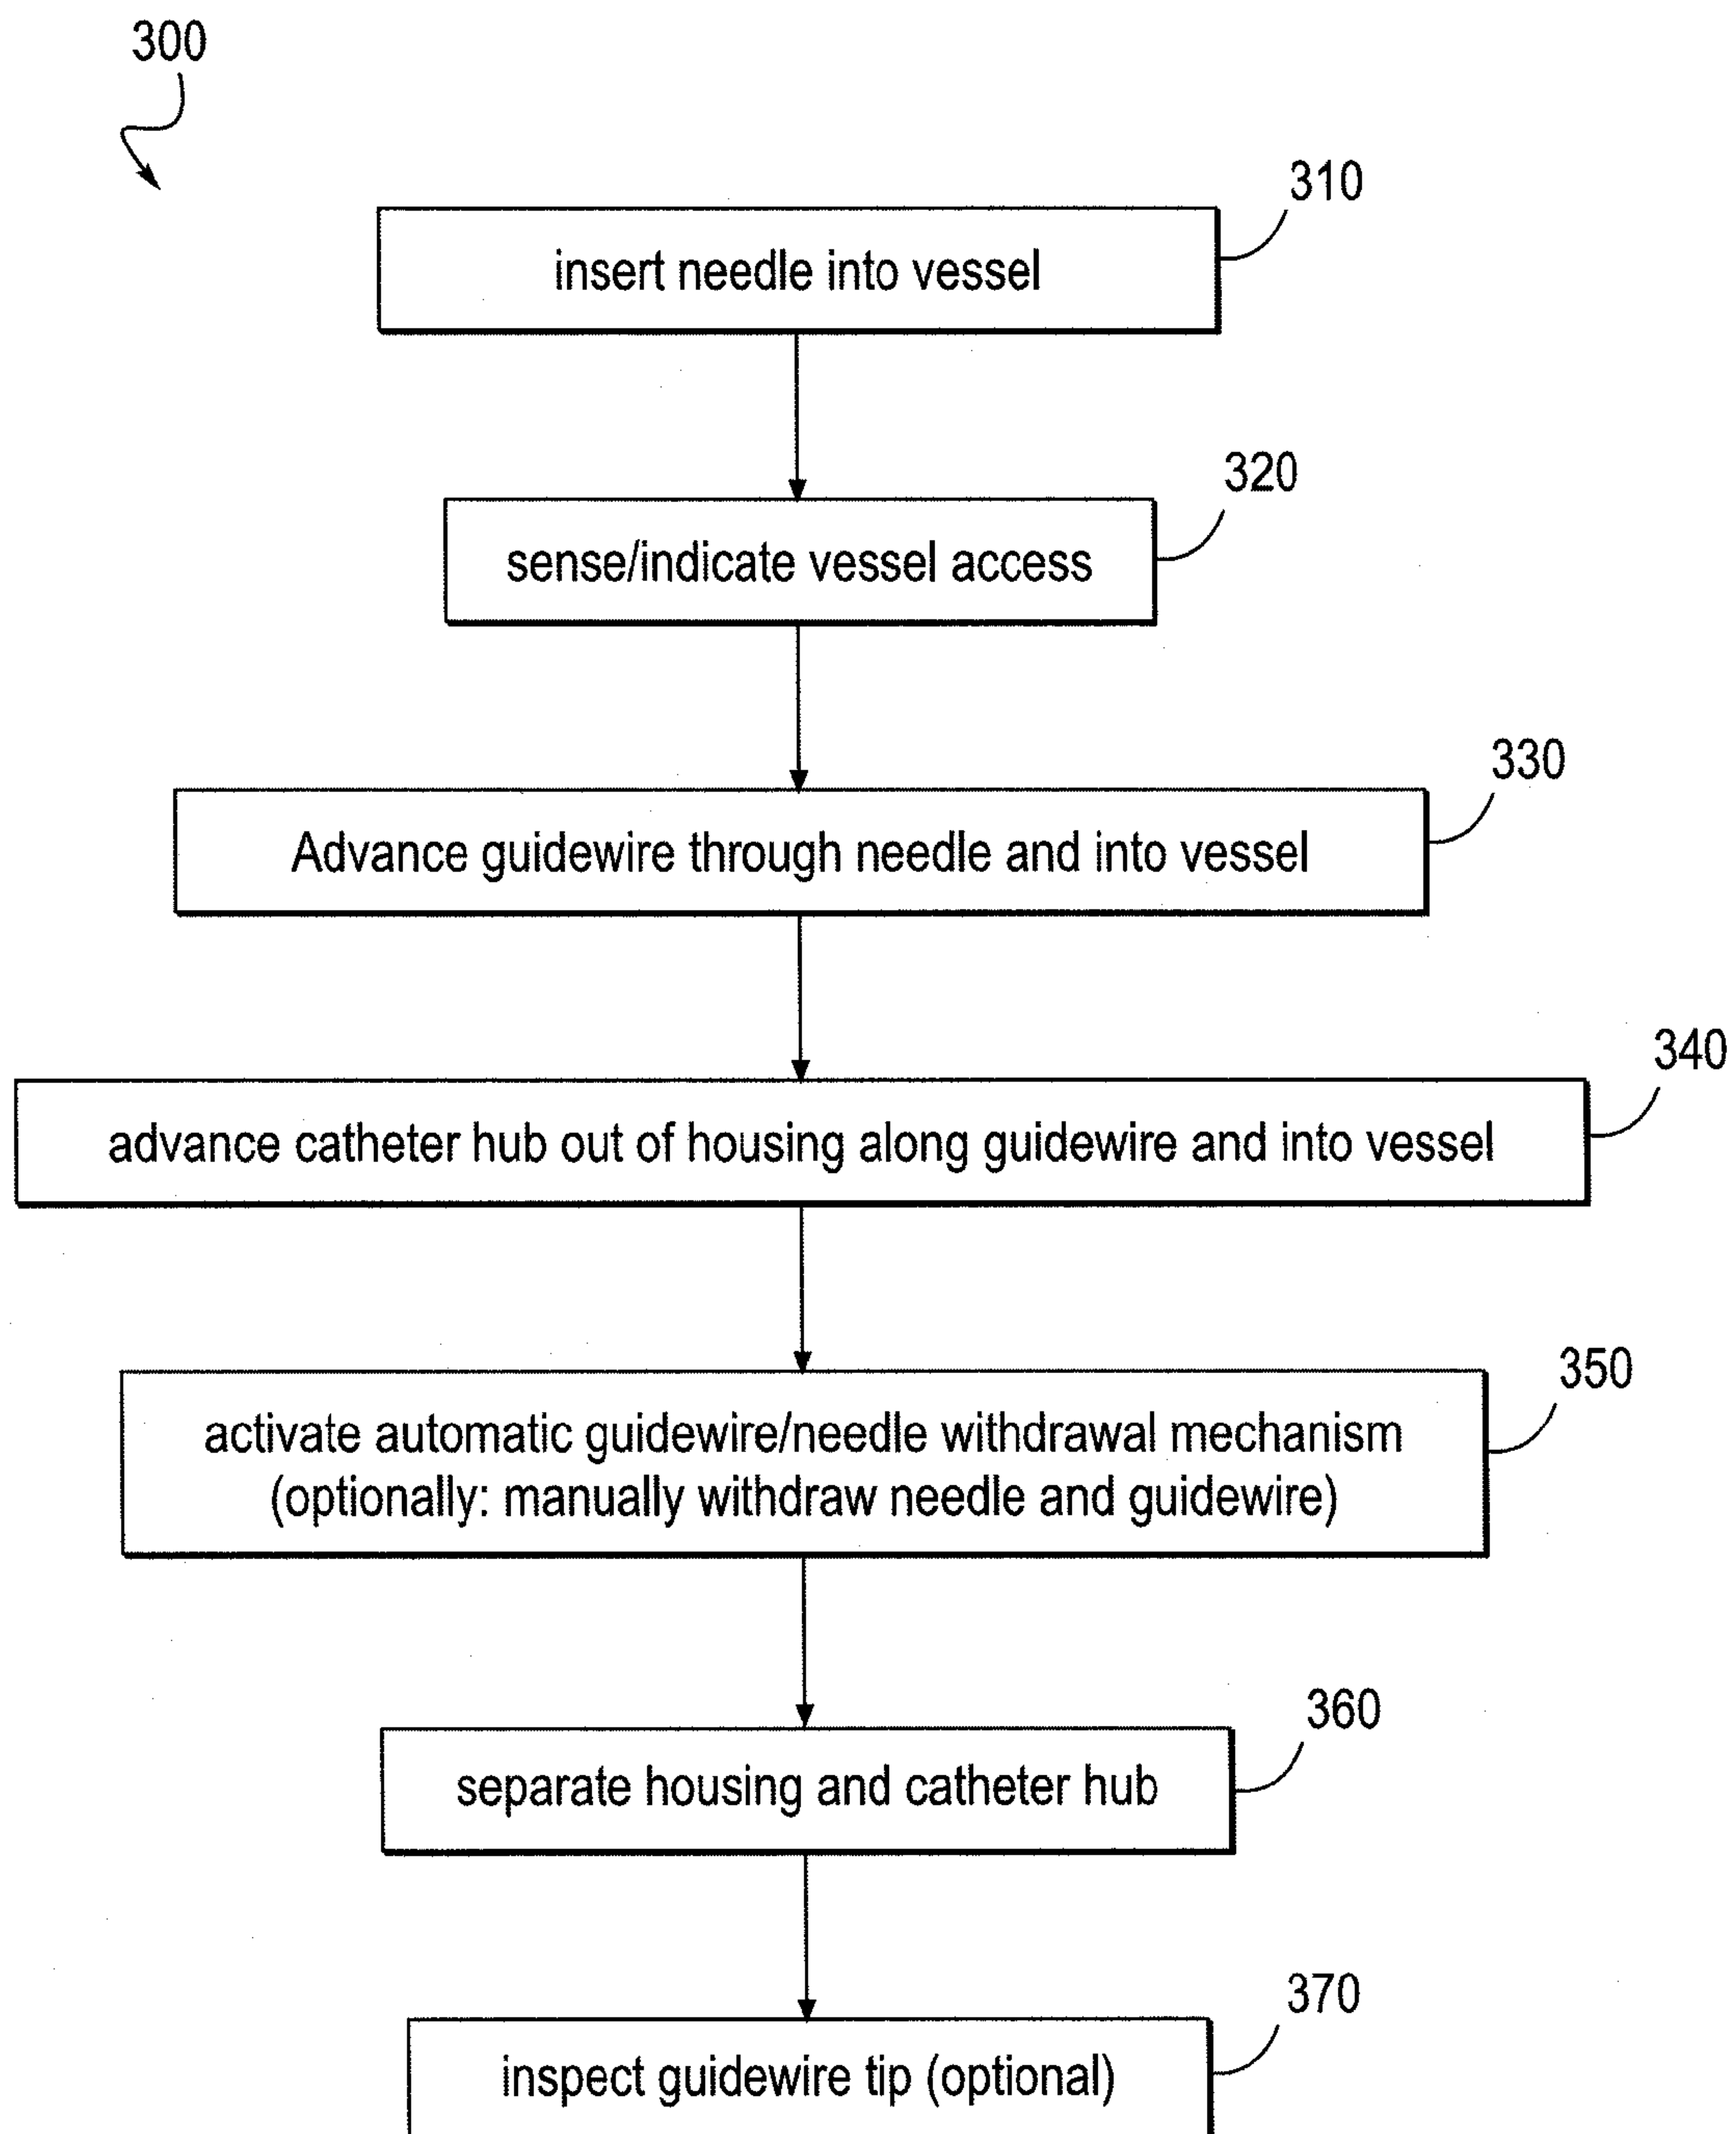 300
310
insert needle into vessel
320
sense/indicate vessel access
330
Advance guidewire through needle and into vessel
340
advance catheter hub out of housing along guidewire and into vessel
350
activate automatic guidewire/needle withdrawal mechanism
(optionally: manually withdraw needle and guidewire)
360
separate housing and catheter hub
370
inspect guidewire tip (optional)